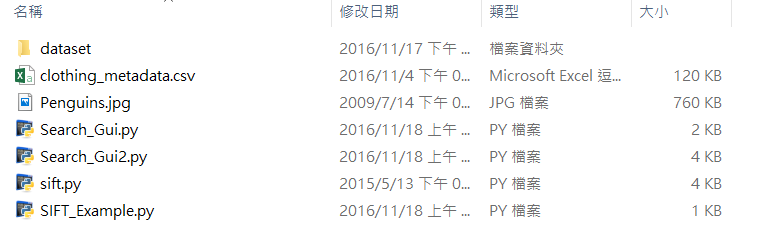 名稱 修改日期 類型 大小
dataset 2016/11/17 下午 ... 檔案資料夾
clothing_metadata.csv 2016/11/4 下午 0... Microsoft Excel 逗... 120 KB
Penguins.jpg 2009/7/14 下午 0... JPG 檔案 760 KB
Search_Gui.py 2016/11/18 上午 ... PY 檔案 2 KB
Search_Gui2.py 2016/11/18 上午 ... PY 檔案 4 KB
sift.py 2015/5/13 下午 0... PY 檔案 4 KB
SIFT_Example.py 2016/11/18 上午 ... PY 檔案 1 KB